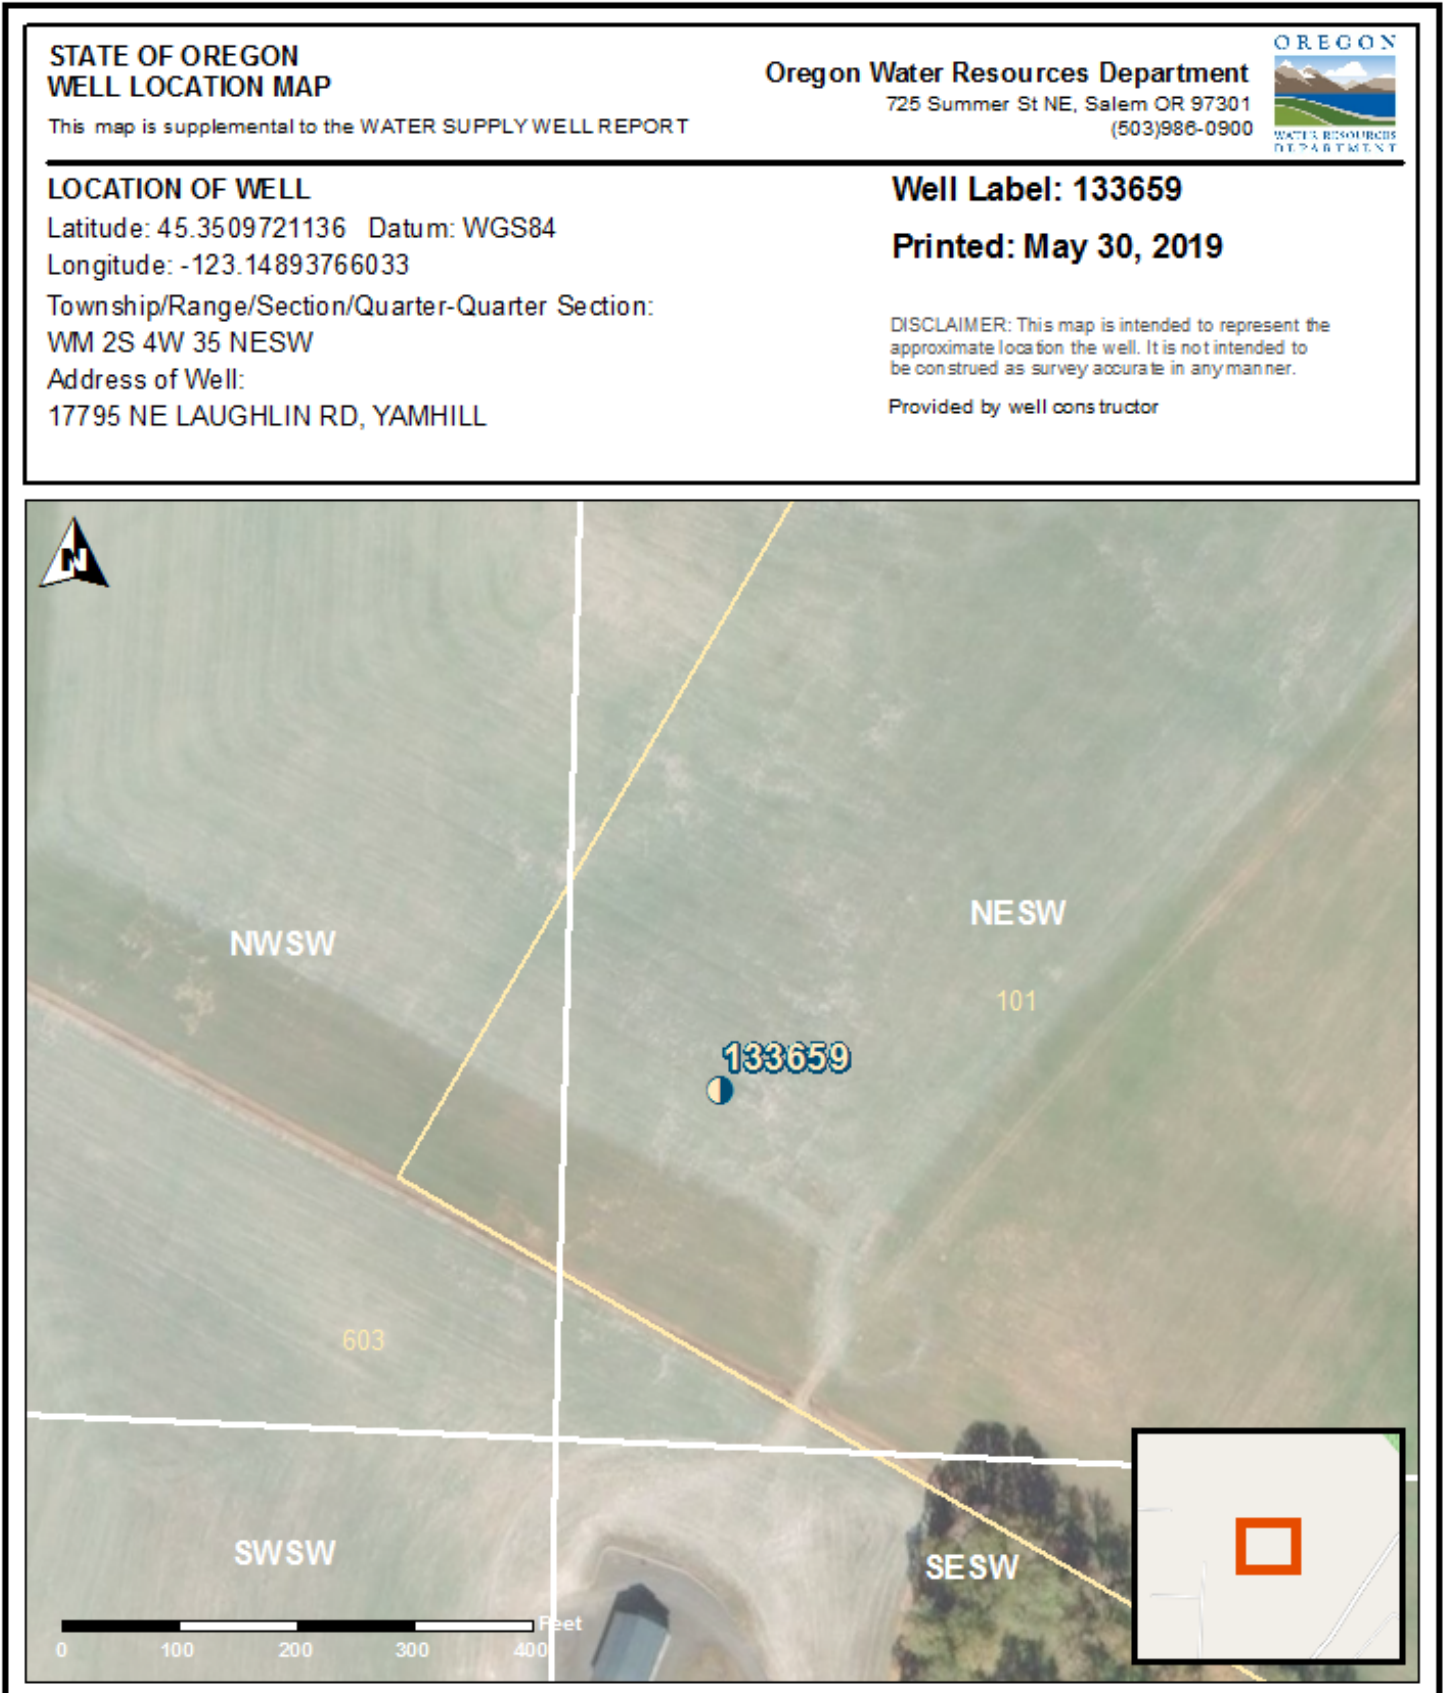 STATE OF OREGON
WELL LOCATION MAP
This map is supplemental to the WATER SUPPLY WELL REPORT
Oregon Water Resources Department
725 Summer St NE, Salem OR 97301
(503)986-0900
OREGON
WATER RESOURCES
DEPARTMENT
LOCATION OF WELL
Latitude: 45.3509721136 Datum: WGS84
Longitude: -123.14893766033
Township/Range/Section/Quarter-Quarter Section:
WM 2S 4W 35 NESW
Address of Well:
17795 NE LAUGHLIN RD, YAMHILL
Well Label: 133659
Printed: May 30, 2019
DISCLAIMER: This map is intended to represent the
approximate location the well. It is not intended to
be construed as survey accurate in any manner.
Provided by well constructor
N
NWSW
NESW
101
133659
603
SWSW
SESW
Feet
0 100 200 300 400